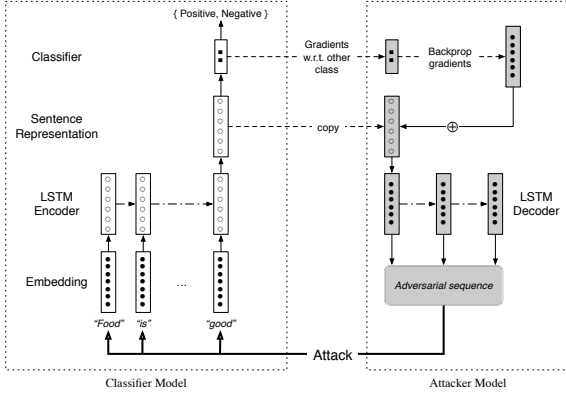 { Positive, Negative }
Classifier
Gradients
w.r.t. other
class
Backprop
gradients
Sentence
Representation
copy
LSTM
Encoder
LSTM
Decoder
Embedding
...
Adversarial sequence
“Food”
“is”
“good”
Attack
Classifier Model
Attacker Model